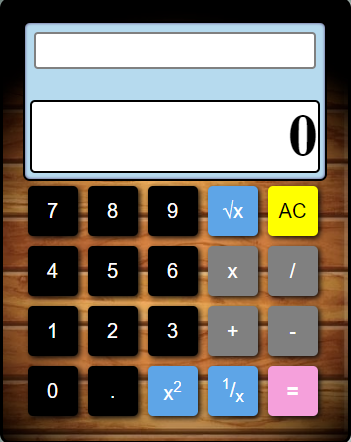 0
7 8 9 √x AC
4 5 6 x /
1 2 3 + -
0 . x² ¹/ₓ =